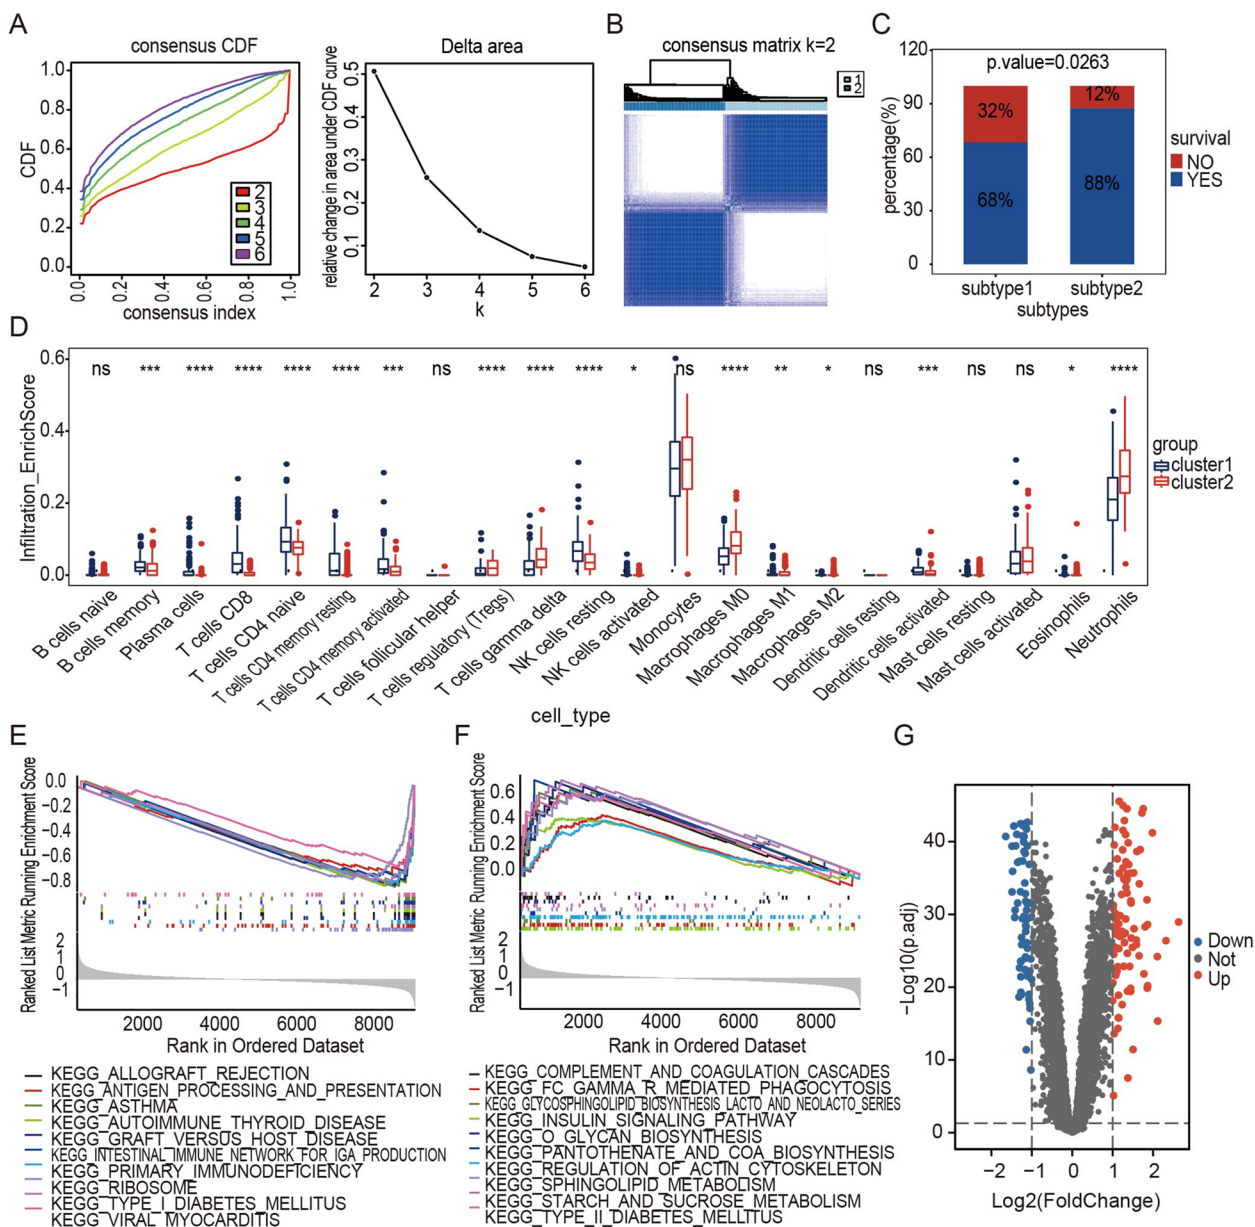 A
consensus CDF
CDF
1.0
0.8
0.6
0.4
0.2
0.0
0.0
0.2
0.4
0.6
0.8
1.0
consensus index
2
3
4
5
6
Delta area
relative change in area under CDF curve
0.5
0.4
0.3
0.2
0.1
2
3
4
5
6
k
B
consensus matrix k=2
1
2
C
p.value=0.0263
percentage(%)
120
90
60
30
0
32%
68%
12%
88%
subtype1
subtype2
subtypes
survival
NO
YES
D
Infiltration_EnrichScore
0.6
0.4
0.2
0.0
ns *** **** **** **** **** *** ns **** **** **** * ns **** ** * ns *** ns ns * ****
group
cluster1
cluster2
B cells naive
B cells memory
Plasma cells
T cells CD8
T cells CD4 naive
T cells CD4 memory resting
T cells CD4 memory activated
T cells follicular helper
T cells regulatory (Tregs)
T cells gamma delta
NK cells resting
NK cells activated
Monocytes
Macrophages M0
Macrophages M1
Macrophages M2
Dendritic cells resting
Dendritic cells activated
Mast cells resting
Mast cells activated
Eosinophils
Neutrophils
cell_type
E
Running Enrichment Score
0.0
−0.2
−0.4
−0.6
−0.8
Ranked List Metric
2
1
0
−1
2000
4000
6000
8000
Rank in Ordered Dataset
KEGG_ALLOGRAFT_REJECTION
KEGG_ANTIGEN_PROCESSING_AND_PRESENTATION
KEGG_ASTHMA
KEGG_AUTOIMMUNE_THYROID_DISEASE
KEGG_GRAFT_VERSUS_HOST_DISEASE
KEGG_INTESTINAL_IMMUNE_NETWORK_FOR_IGA_PRODUCTION
KEGG_PRIMARY_IMMUNODEFICIENCY
KEGG_RIBOSOME
KEGG_TYPE_I_DIABETES_MELLITUS
KEGG_VIRAL_MYOCARDITIS
F
Running Enrichment Score
0.6
0.4
0.2
0.0
Ranked List Metric
2
1
0
−1
2000
4000
6000
8000
Rank in Ordered Dataset
KEGG_COMPLEMENT_AND_COAGULATION_CASCADES
KEGG_FC_GAMMA_R_MEDIATED_PHAGOCYTOSIS
KEGG_GLYCOSPHINGOLIPID_BIOSYNTHESIS_LACTO_AND_NEOLACTO_SERIES
KEGG_INSULIN_SIGNALING_PATHWAY
KEGG_O_GLYCAN_BIOSYNTHESIS
KEGG_PANTOTHENATE_AND_COA_BIOSYNTHESIS
KEGG_REGULATION_OF_ACTIN_CYTOSKELETON
KEGG_SPHINGOLIPID_METABOLISM
KEGG_STARCH_AND_SUCROSE_METABOLISM
KEGG_TYPE_II_DIABETES_MELLITUS
G
−Log10(p.adj)
40
30
20
10
0
−2
−1
0
1
2
Log2(FoldChange)
Down
Not
Up